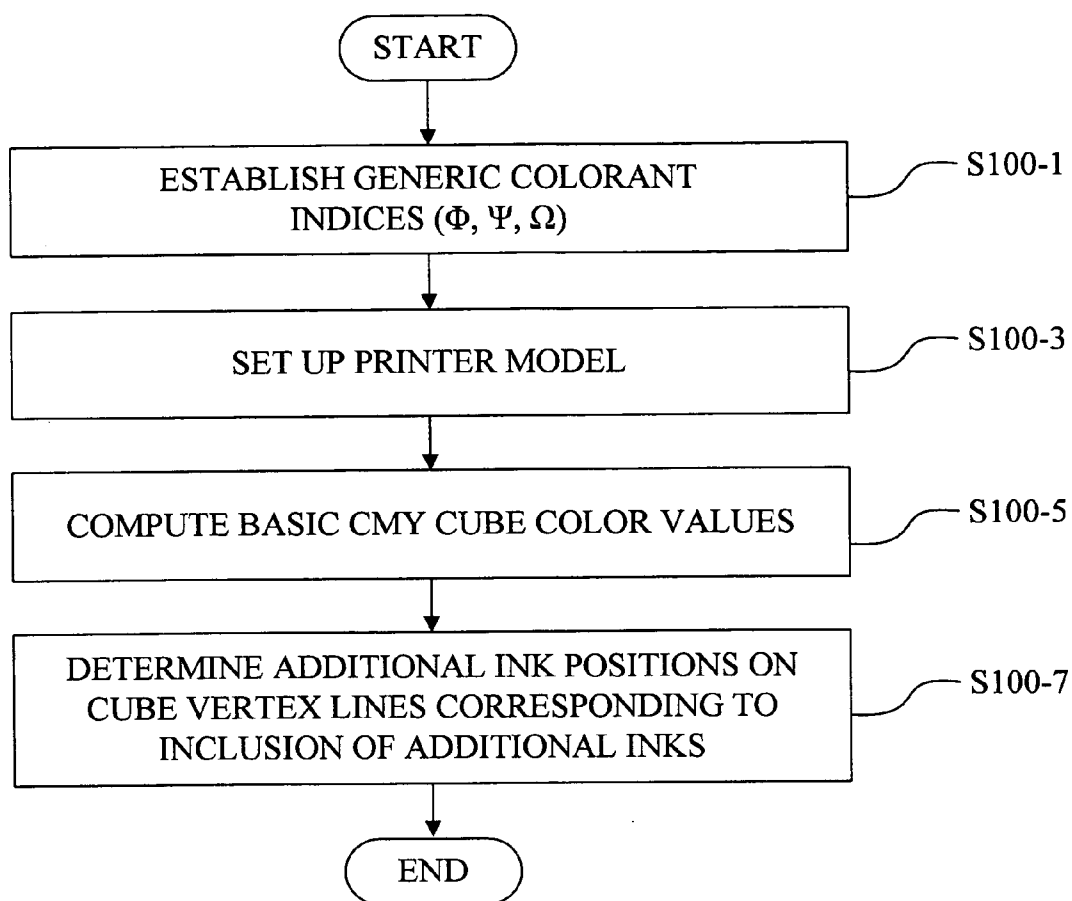 START
ESTABLISH GENERIC COLORANT
INDICES (Φ, Ψ, Ω)
S100-1
SET UP PRINTER MODEL
S100-3
COMPUTE BASIC CMY CUBE COLOR VALUES
S100-5
DETERMINE ADDITIONAL INK POSITIONS ON
CUBE VERTEX LINES CORRESPONDING TO
INCLUSION OF ADDITIONAL INKS
S100-7
END